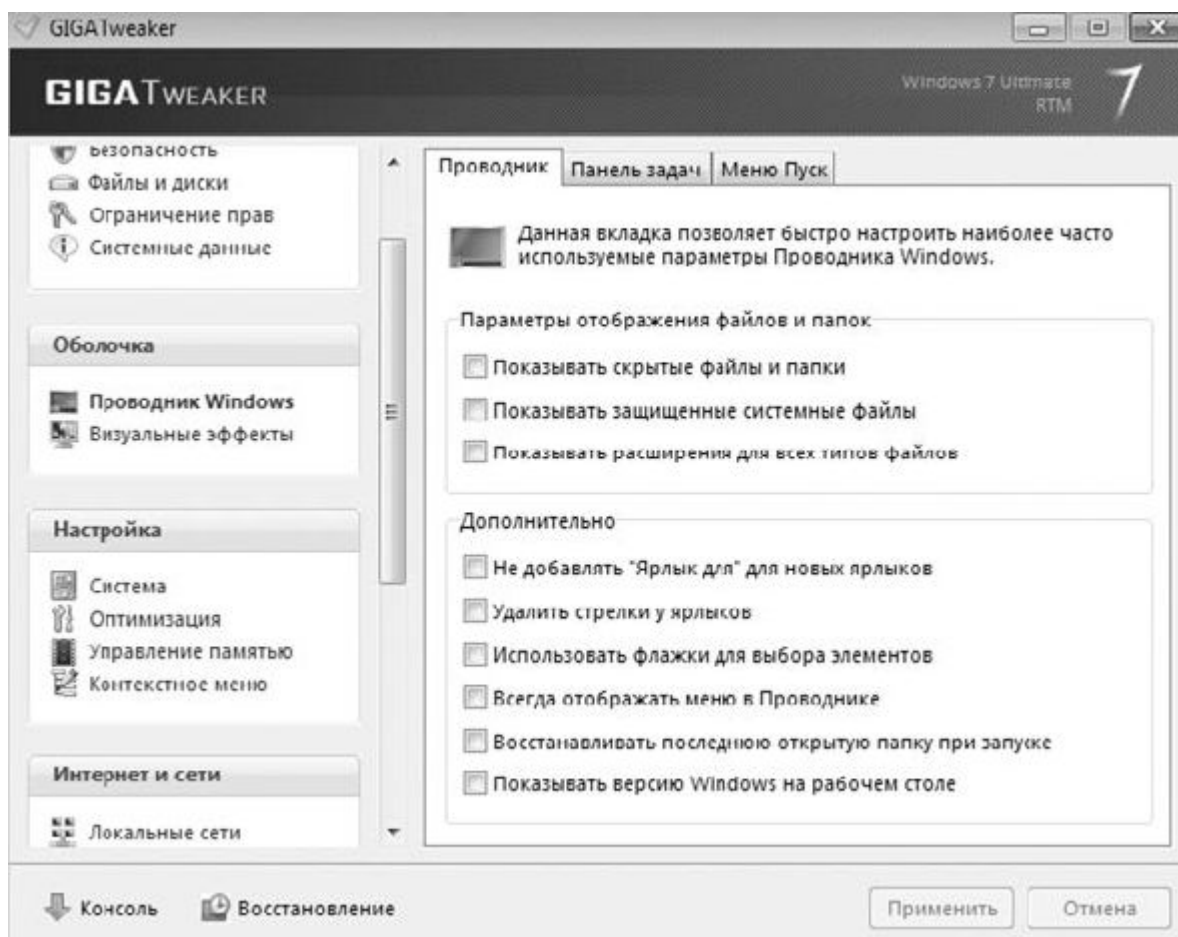 GIGATweaker
GIGATWEAKER
Windows 7 Ultimate
RTM
7
Безопасность
Файлы и диски
Ограничение прав
Системные данные
Оболочка
Проводник Windows
Визуальные эффекты
Настройка
Система
Оптимизация
Управление памятью
Контекстное меню
Интернет и сети
Локальные сети
Проводник
Панель задач
Меню Пуск
Данная вкладка позволяет быстро настроить наиболее часто
используемые параметры Проводника Windows.
Параметры отображения файлов и папок
Показывать скрытые файлы и папки
Показывать защищенные системные файлы
Показывать расширения для всех типов файлов
Дополнительно
Не добавлять "Ярлык для" для новых ярлыков
Удалить стрелки у ярлыков
Использовать флажки для выбора элементов
Всегда отображать меню в Проводнике
Восстанавливать последнюю открытую папку при запуске
Показывать версию Windows на рабочем столе
Консоль
Восстановление
Применить
Отмена